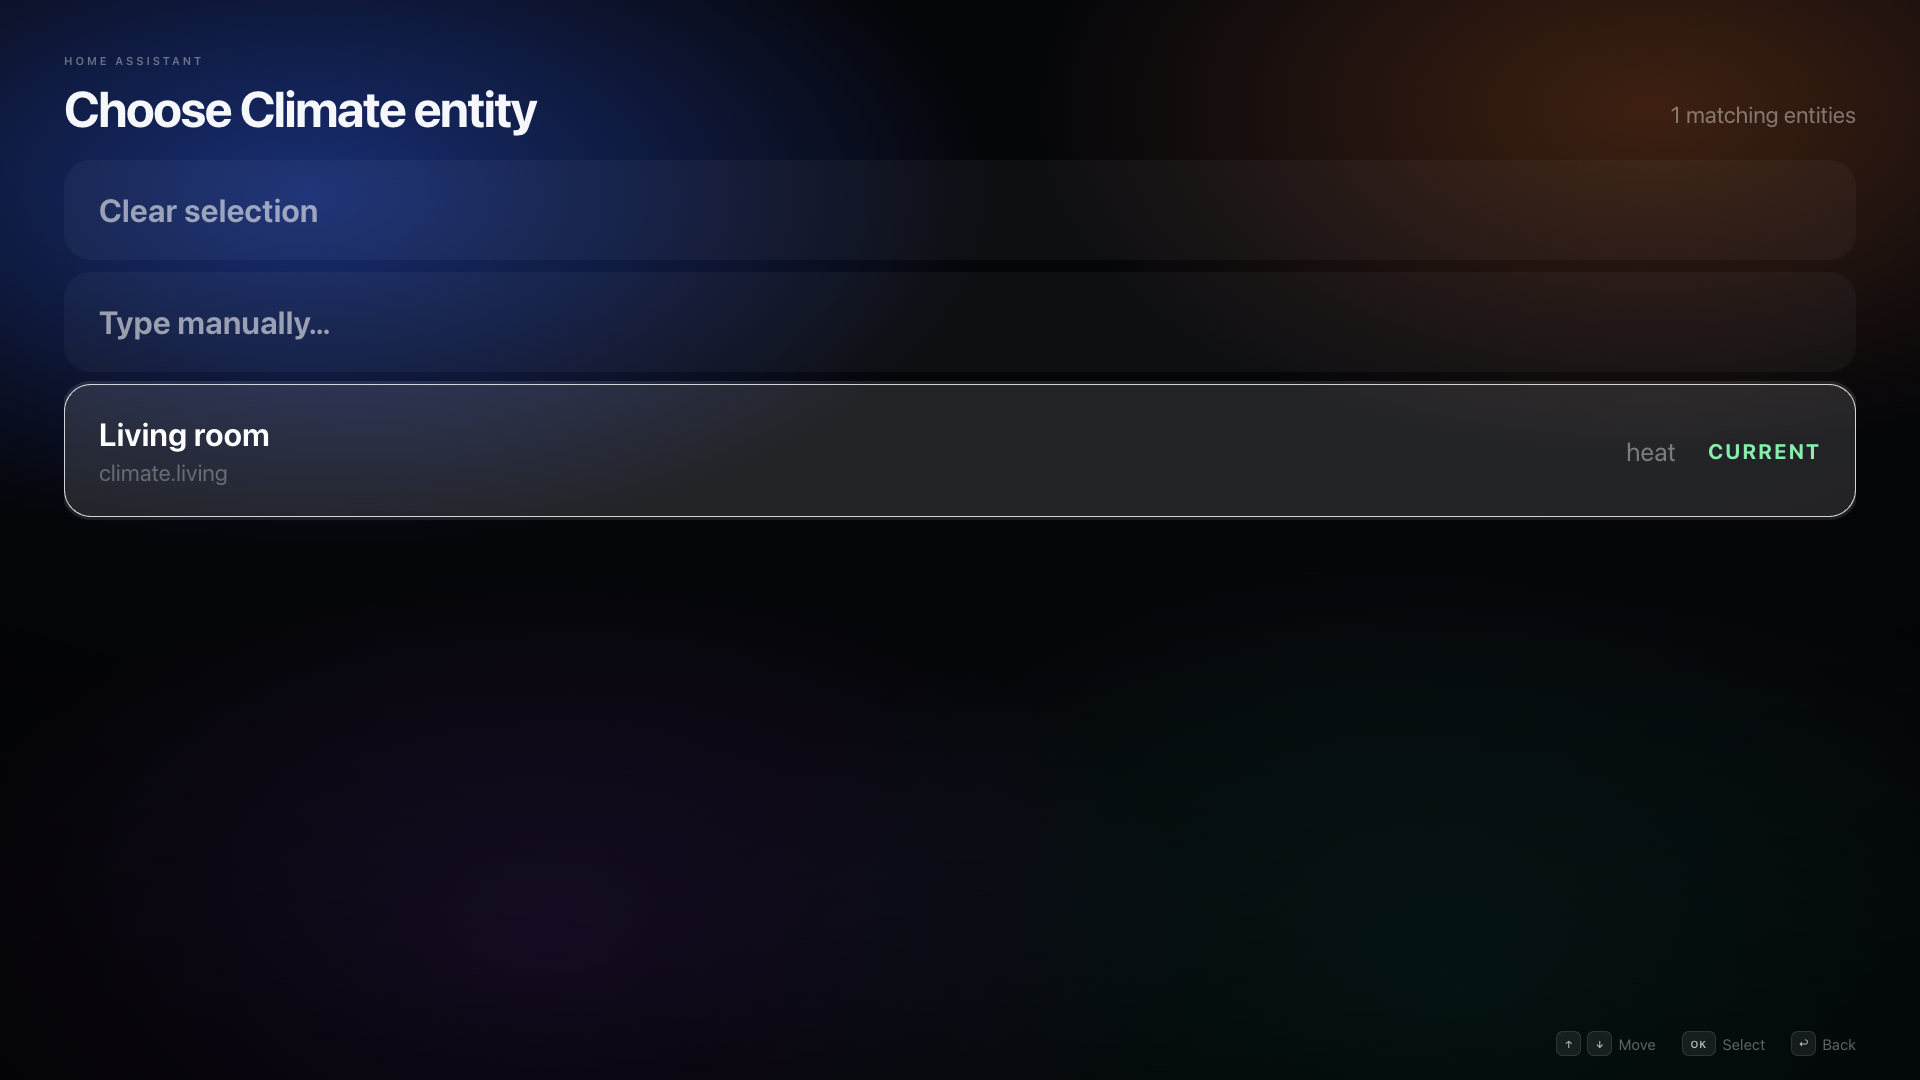 HOME ASSISTANT
Choose Climate entity
1 matching entities
Clear selection
Type manually…
Living room
climate.living
heat CURRENT
↑ ↓ Move OK Select ↩ Back